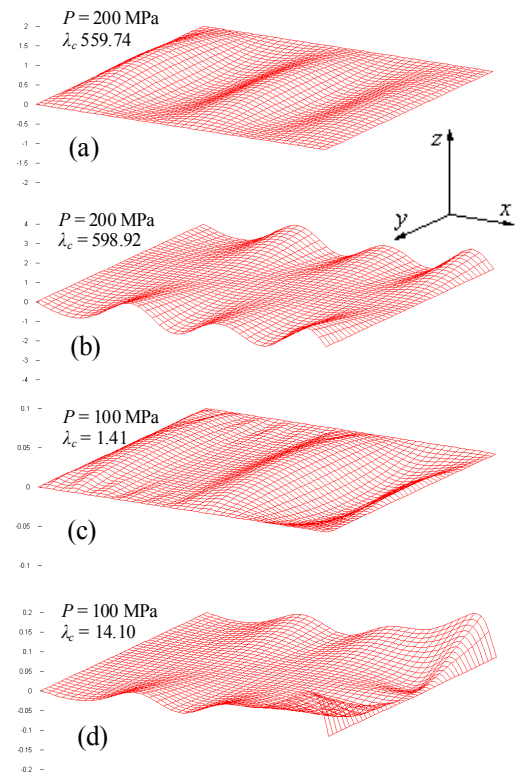 2 –
P = 200 MPa
1.5 –
λc 559.74
1 –
0.5 –
0 –
-0.5 –
(a)
-1 –
-1.5 –
-2 –
z
y
x
4 –
P = 200 MPa
3 –
λc = 598.92
2 –
1 –
0 –
-1 –
-2 –
(b)
-3 –
-4 –
0.1 –
P = 100 MPa
λc = 1.41
0.05 –
0 –
-0.05 –
(c)
-0.1 –
0.2 –
P = 100 MPa
0.15 –
λc = 14.10
0.1 –
0.05 –
0 –
-0.05 –
-0.1 –
(d)
-0.15 –
-0.2 –